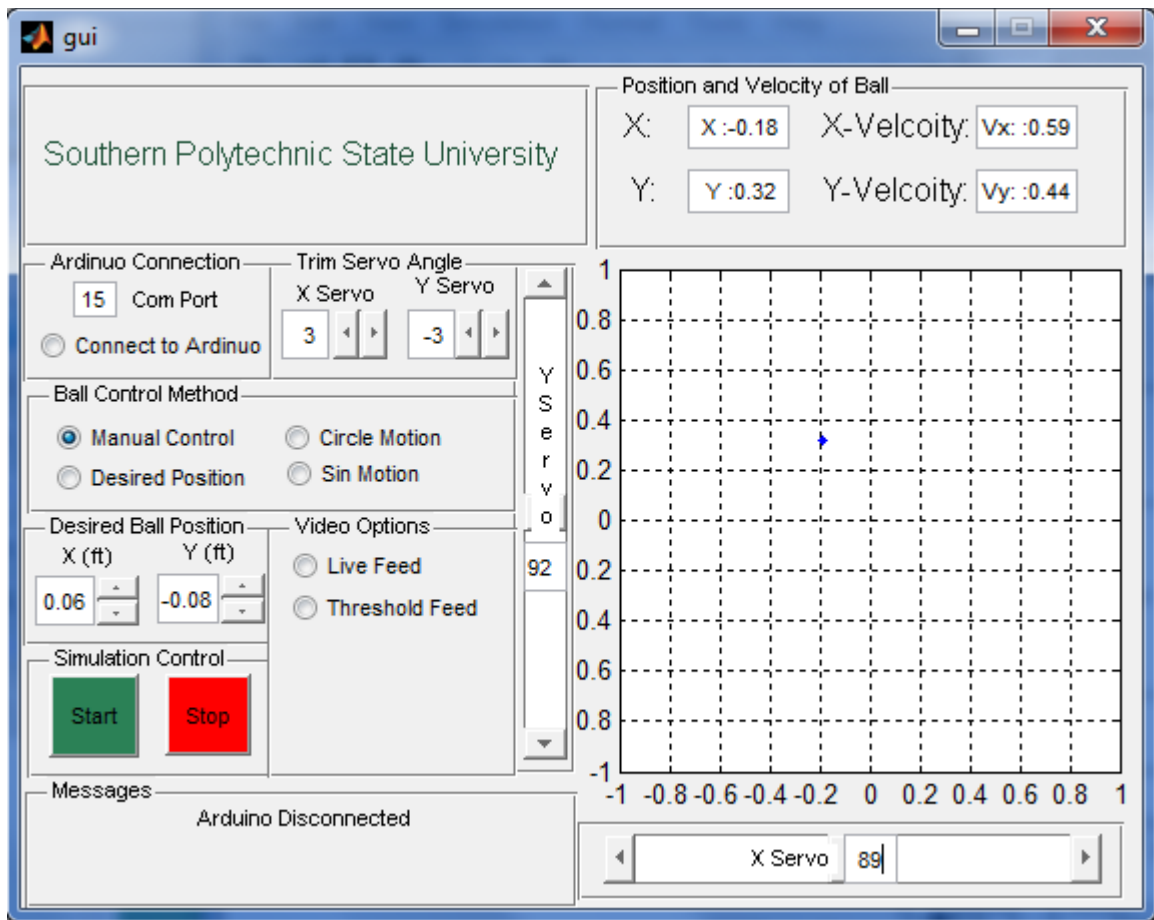 gui
Southern Polytechnic State University
Position and Velocity of Ball
X: X :-0.18 X-Velcoity: Vx: :0.59
Y: Y :0.32 Y-Velcoity: Vy: :0.44
Ardinuo Connection
15 Com Port
Connect to Ardinuo
Trim Servo Angle
X Servo Y Servo
3 -3
Ball Control Method
Manual Control Circle Motion
Desired Position Sin Motion
Desired Ball Position
X (ft) Y (ft)
0.06 -0.08
Video Options
Live Feed
Threshold Feed
Simulation Control
Start Stop
Messages
Arduino Disconnected
Y
S
e
r
v
o
92
1
0.8
0.6
0.4
0.2
0
0.2
0.4
0.6
0.8
-1
-1 -0.8 -0.6 -0.4 -0.2 0 0.2 0.4 0.6 0.8 1
X Servo 89